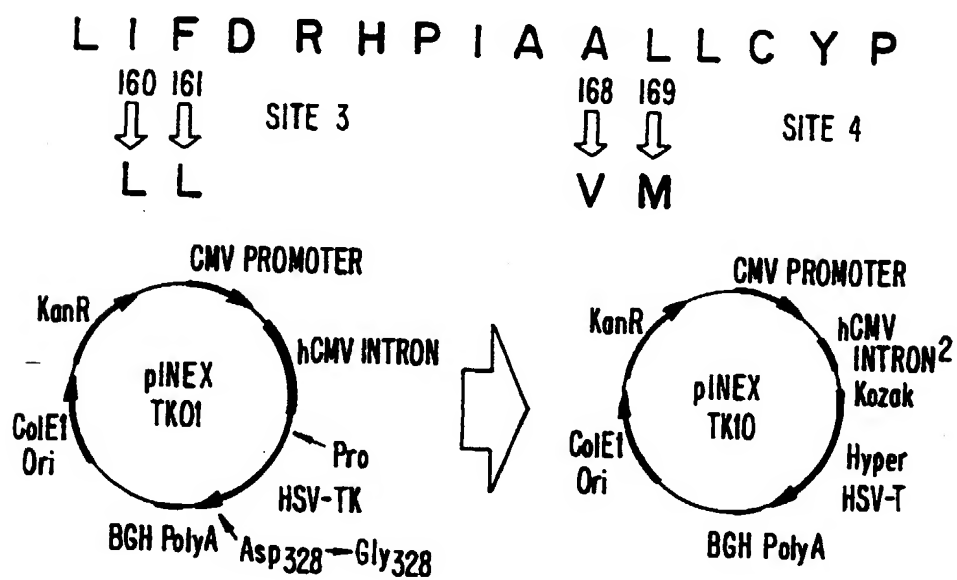 L I F D R H P I A A L L C Y P
160 161 168 169
SITE 3 SITE 4
L L V M
CMV PROMOTER
KanR
hCMV INTRON
pINEX
TK01
ColE1
Ori
Pro
HSV-TK
BGH PolyA
Asp328→Gly328
CMV PROMOTER
KanR
hCMV
INTRON2
Kozak
pINEX
TK10
ColE1
Ori
Hyper
HSV-T
BGH PolyA